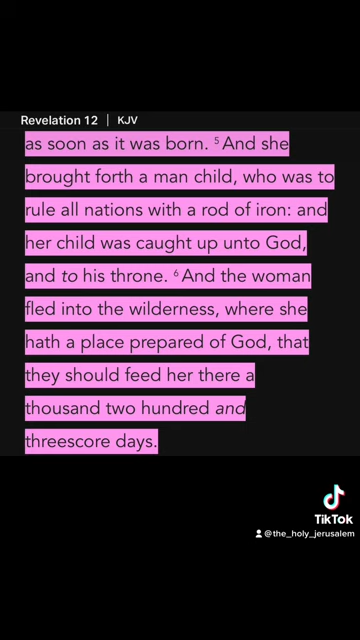 Revelation 12 | KJV
as soon as it was born. 5 And she
brought forth a man child, who was to
rule all nations with a rod of iron: and
her child was caught up unto God,
and to his throne. 6 And the woman
fled into the wilderness, where she
hath a place prepared of God, that
they should feed her there a
thousand two hundred and
threescore days.
TikTok
@the_holy_jerusalem